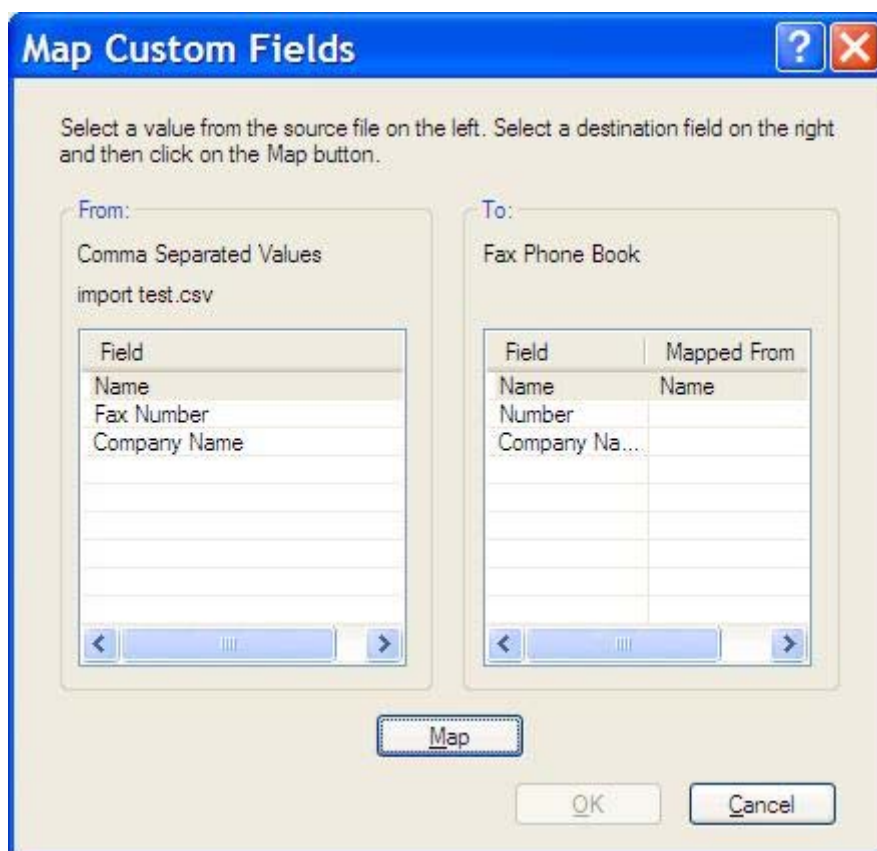 Map Custom Fields
Select a value from the source file on the left. Select a destination field on the right
and then click on the Map button.
From:
Comma Separated Values
import test.csv
Field
Name
Fax Number
Company Name
To:
Fax Phone Book
Field Mapped From
Name Name
Number
Company Na...
Map
OK Cancel